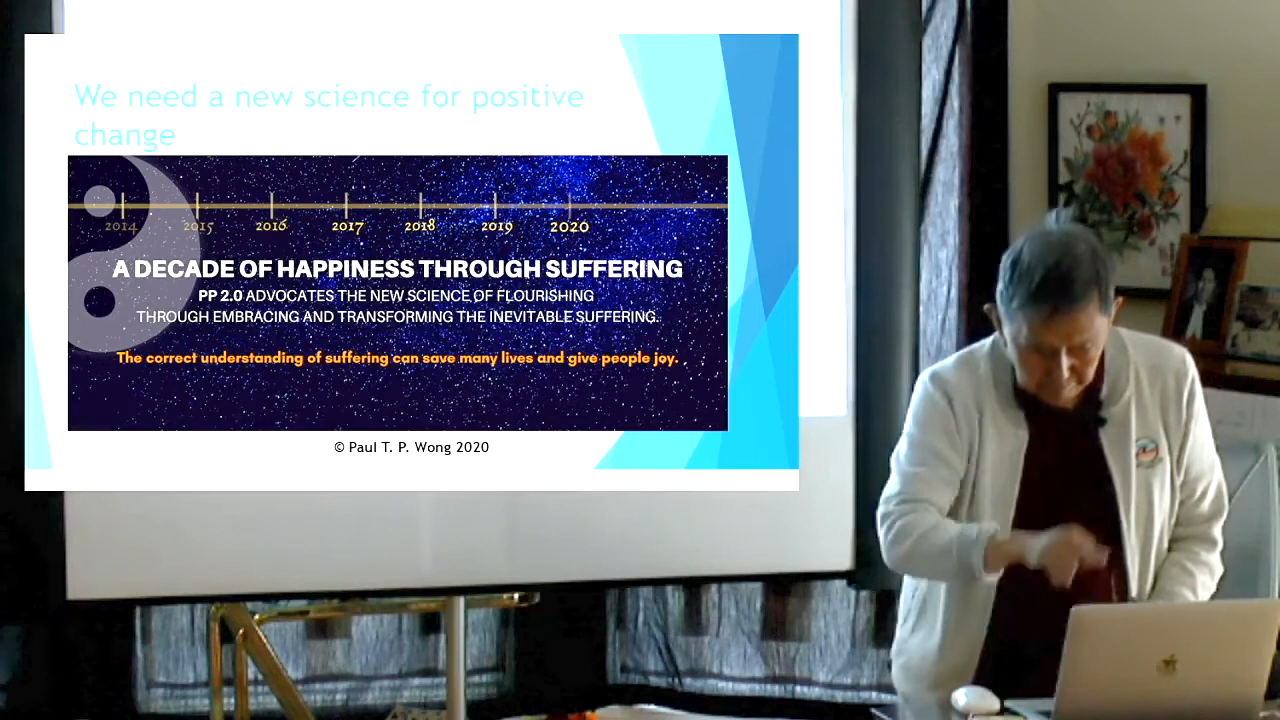 We need a new science for positive
change
2014 2015 2016 2017 2018 2019 2020
A DECADE OF HAPPINESS THROUGH SUFFERING
PP 2.0 ADVOCATES THE NEW SCIENCE OF FLOURISHING
THROUGH EMBRACING AND TRANSFORMING THE INEVITABLE SUFFERING.
The correct understanding of suffering can save many lives and give people joy.
© Paul T. P. Wong 2020